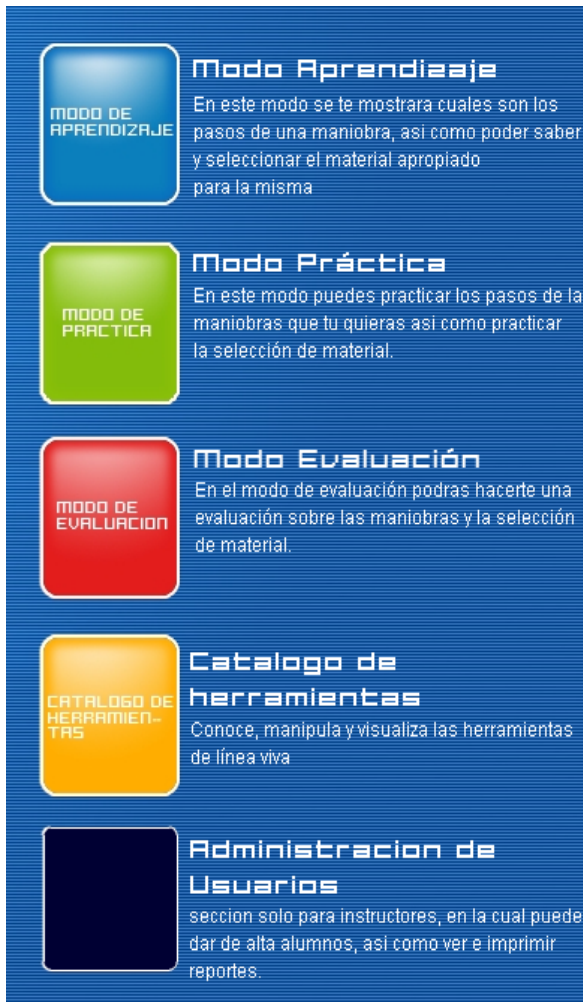 MODO DE
APRENDIZAJE
Modo Aprendizaje
En este modo se te mostrara cuales son los
pasos de una maniobra, asi como poder saber
y seleccionar el material apropiado
para la misma
MODO DE
PRACTICA
Modo Práctica
En este modo puedes practicar los pasos de la
maniobras que tu quieras asi como practicar
la selección de material.
MODO DE
EVALUACION
Modo Evaluación
En el modo de evaluación podras hacerte una
evaluación sobre las maniobras y la selección
de material.
CATALOGO DE
HERRAMIEN-
TAS
Catalogo de
herramientas
Conoce, manipula y visualiza las herramientas
de línea viva
Administracion de
Usuarios
seccion solo para instructores, en la cual puede
dar de alta alumnos, asi como ver e imprimir
reportes.